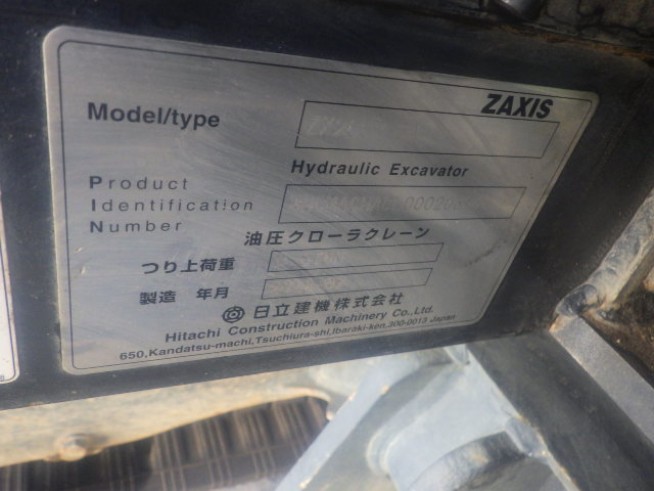 ZAXIS
Model/type
Hydraulic Excavator
Product
Identification
Number
油圧クローラクレーン
つり上荷重
製造 年月
日立建機株式会社
Hitachi Construction Machinery Co.,Ltd.
650,Kandatsu-machi,Tsuchiura-shi,Ibaraki-ken,300-0013 Japan